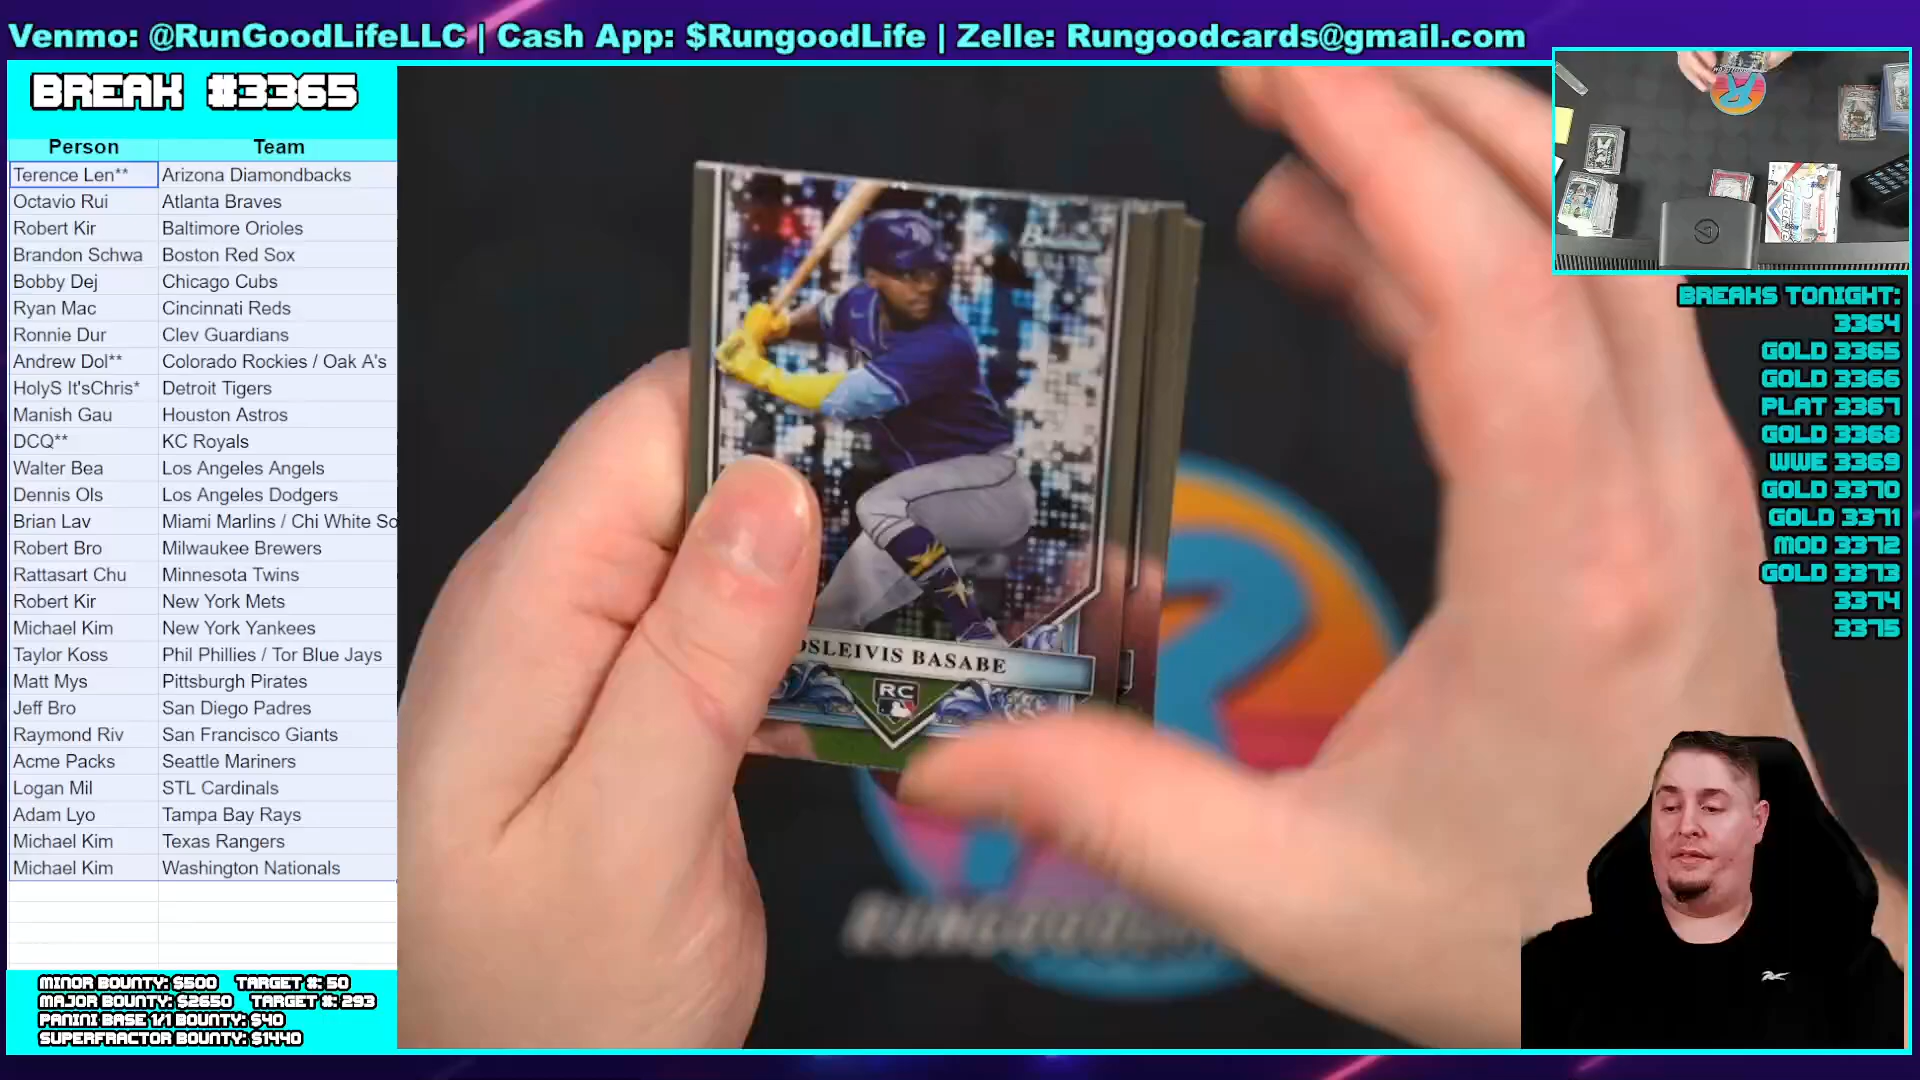 Venmo: @RunGoodLifeLLC | Cash App: $RungoodLife | Zelle: Rungoodcards@gmail.com
BREAK #3365
Person Team
Terence Len** Arizona Diamondbacks
Octavio Rui Atlanta Braves
Robert Kir Baltimore Orioles
Brandon Schwa Boston Red Sox
Bobby Dej Chicago Cubs
Ryan Mac Cincinnati Reds
Ronnie Dur Clev Guardians
Andrew Dol** Colorado Rockies / Oak A's
HolyS It'sChris* Detroit Tigers
Manish Gau Houston Astros
DCQ** KC Royals
Walter Bea Los Angeles Angels
Dennis Ols Los Angeles Dodgers
Brian Lav Miami Marlins / Chi White So
Robert Bro Milwaukee Brewers
Rattasart Chu Minnesota Twins
Robert Kir New York Mets
Michael Kim New York Yankees
Taylor Koss Phil Phillies / Tor Blue Jays
Matt Mys Pittsburgh Pirates
Jeff Bro San Diego Padres
Raymond Riv San Francisco Giants
Acme Packs Seattle Mariners
Logan Mil STL Cardinals
Adam Lyo Tampa Bay Rays
Michael Kim Texas Rangers
Michael Kim Washington Nationals
MINOR BOUNTY: $500 TARGET #: 50
MAJOR BOUNTY: $2650 TARGET #: 293
PANINI BASE 1/1 BOUNTY: $40
SUPERFRACTOR BOUNTY: $1440
OSLEIVIS BASABE
RC
BREAKS TONIGHT:
3364
GOLD 3365
GOLD 3366
PLAT 3367
GOLD 3368
WWE 3369
GOLD 3370
GOLD 3371
MOD 3372
GOLD 3373
3374
3375